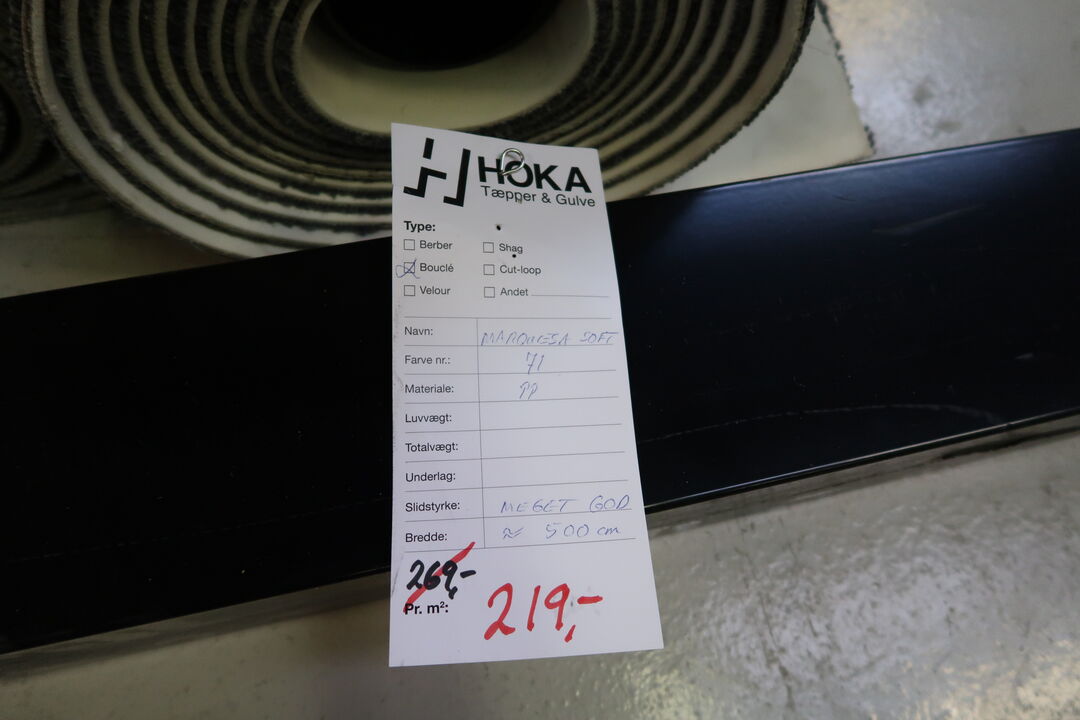 HOKA
Tæpper & Gulve
Type:
Berber
Shag
Bouclé
Cut-loop
Velour
Andet
Navn: MARQUESA SOFT
Farve nr.: 71
Materiale: PP
Luvvægt:
Totalvægt:
Underlag:
Slidstyrke: MEGET GOD
Bredde: ≈ 500 cm
269,-
Pr. m²: 219,-